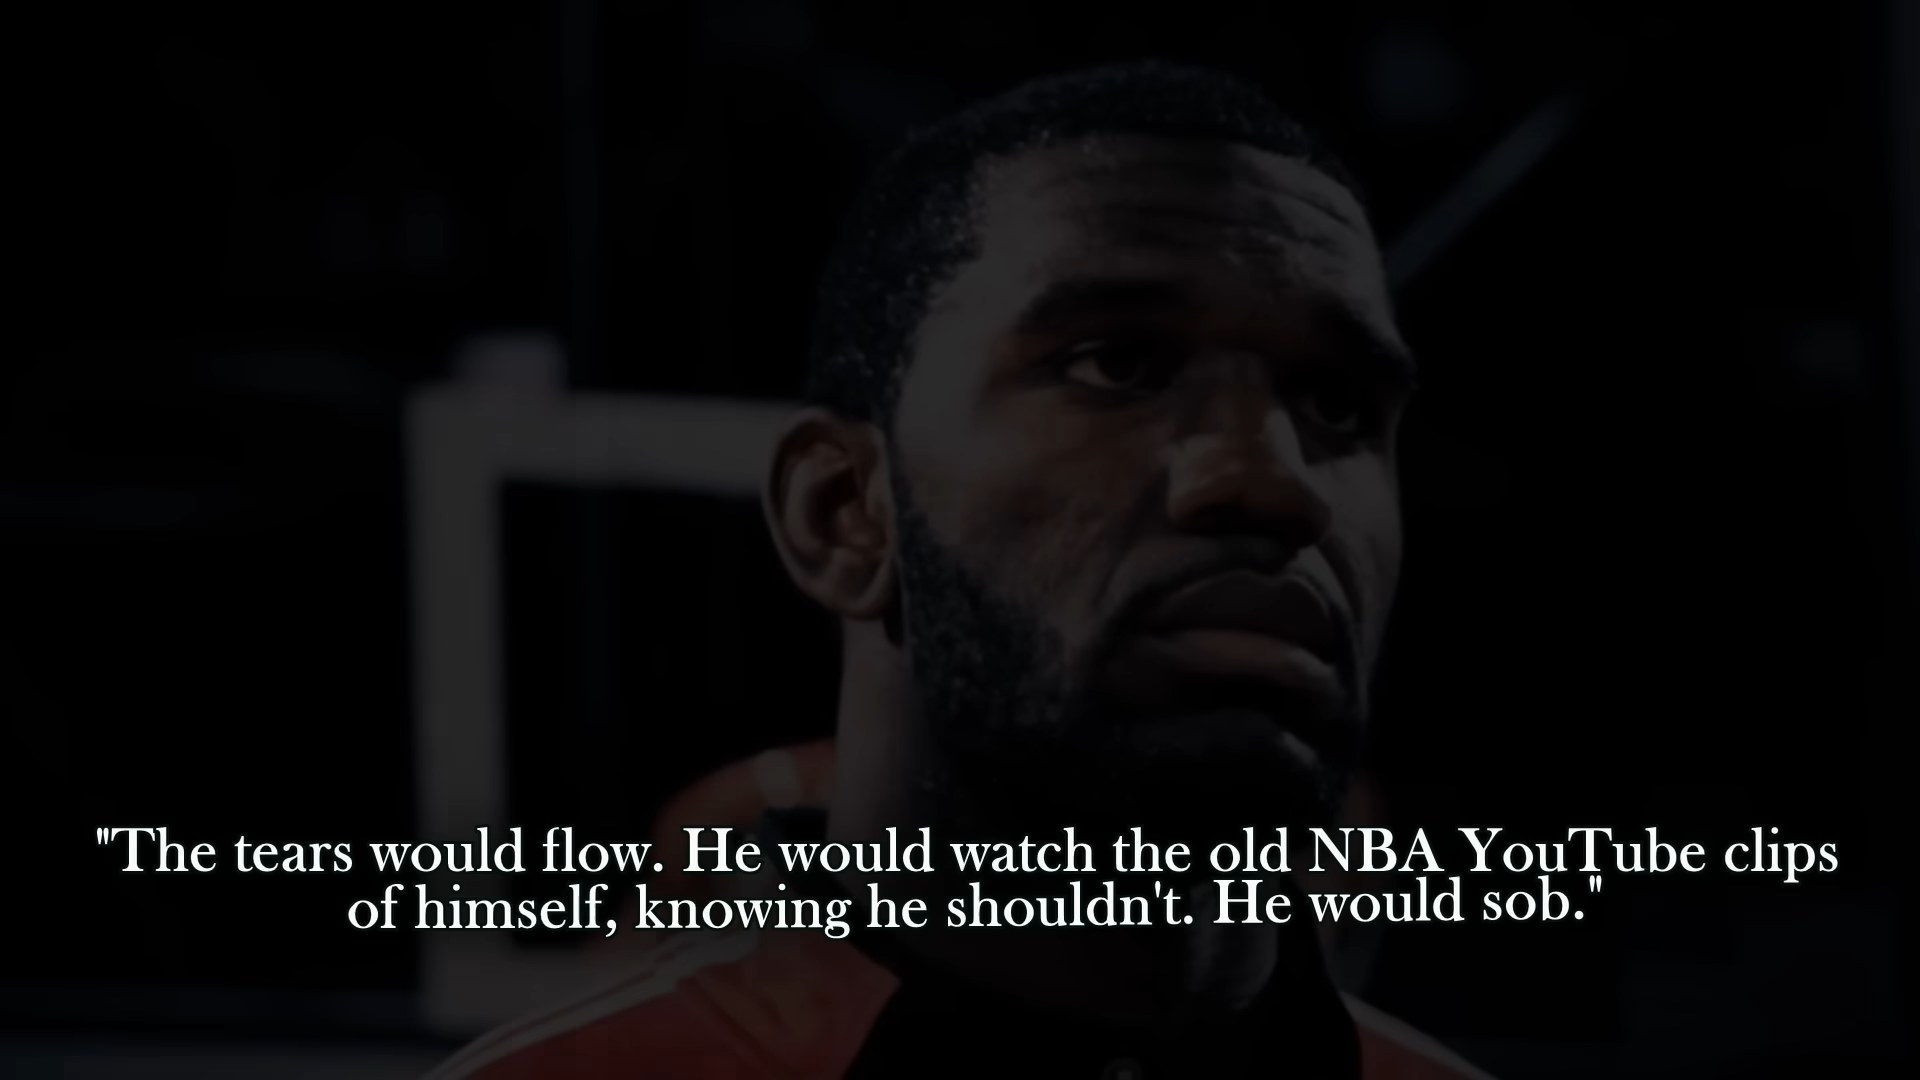 "The tears would flow. He would watch the old NBA YouTube clips
of himself, knowing he shouldn't. He would sob."